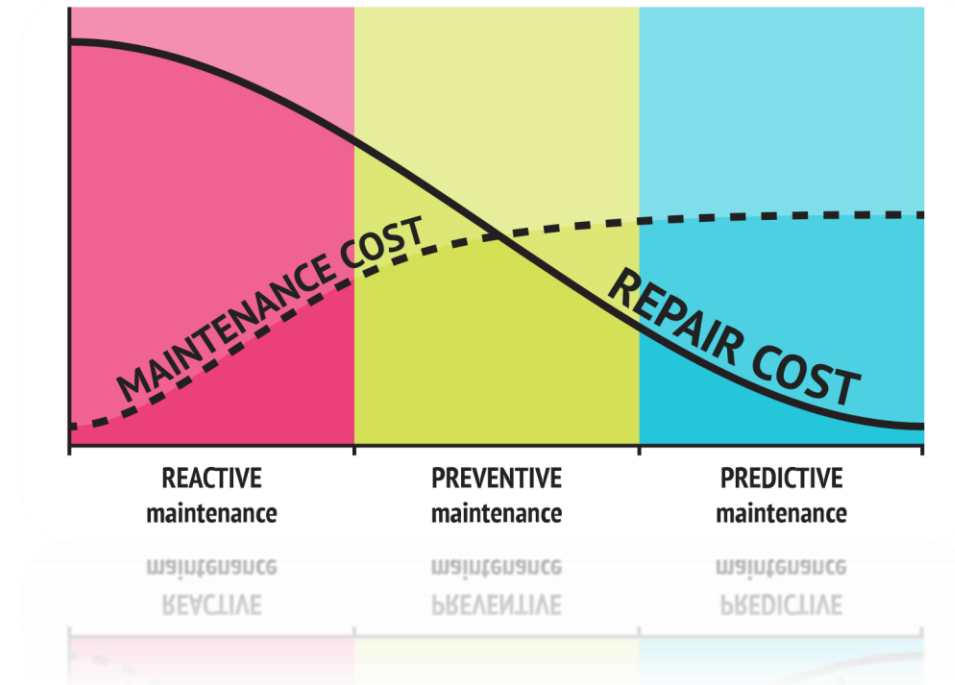 MAINTENANCE COST
REPAIR COST
REACTIVE
maintenance
PREVENTIVE
maintenance
PREDICTIVE
maintenance